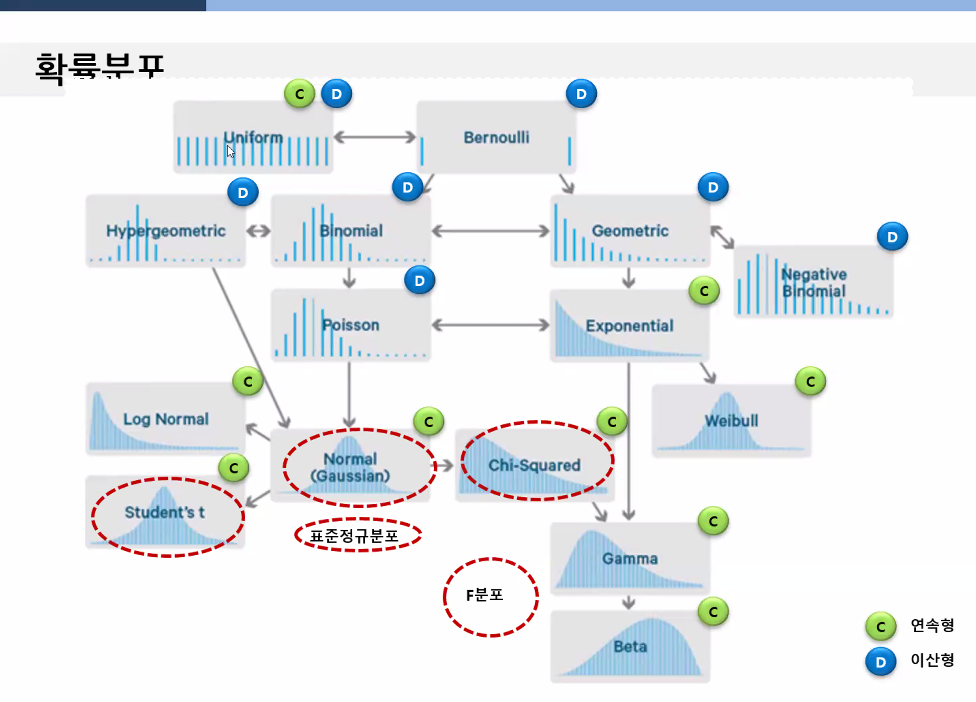 확률분포
C D D
Uniform
Bernoulli
D D D
Hypergeometric
Binomial
Geometric
D
Negative
Binomial
D C
Poisson
Exponential
C C
Log Normal
Weibull
C C
Normal
(Gaussian)
Chi-Squared
C
Student's t
표준정규분포
C
Gamma
F분포
C
Beta
C 연속형
D 이산형